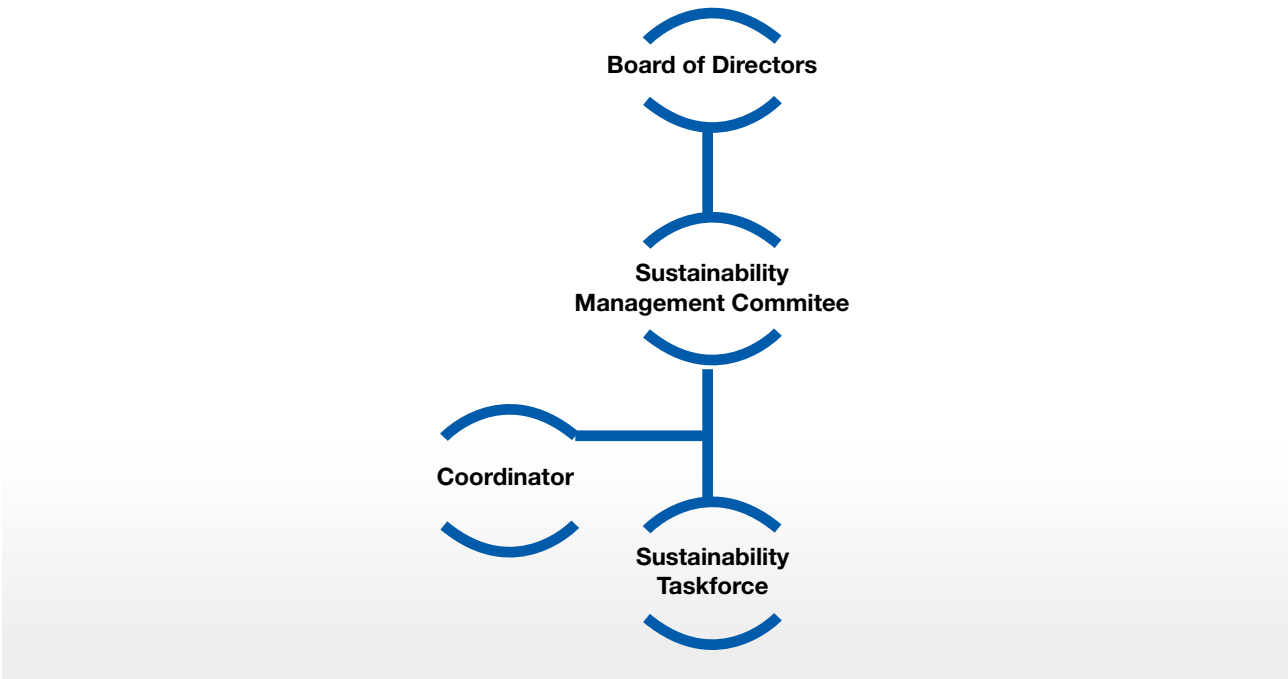 Board of Directors
Sustainability
Management Commitee
Coordinator
Sustainability
Taskforce